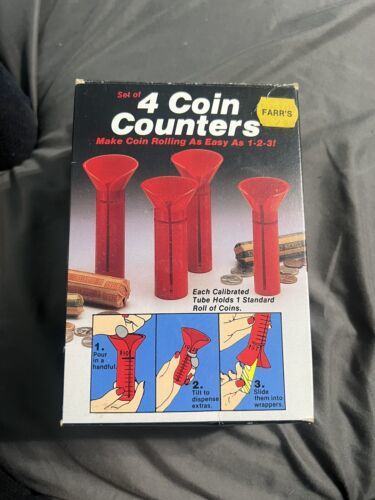 Set of
4 Coin
Counters
FARR'S
Make Coin Rolling As Easy As 1-2-3!
Each Calibrated
Tube Holds 1 Standard
Roll of Coins.
1.
Pour
in a
handful.
2.
Tilt to
dispense
extras.
3.
Slide
them into
wrappers.